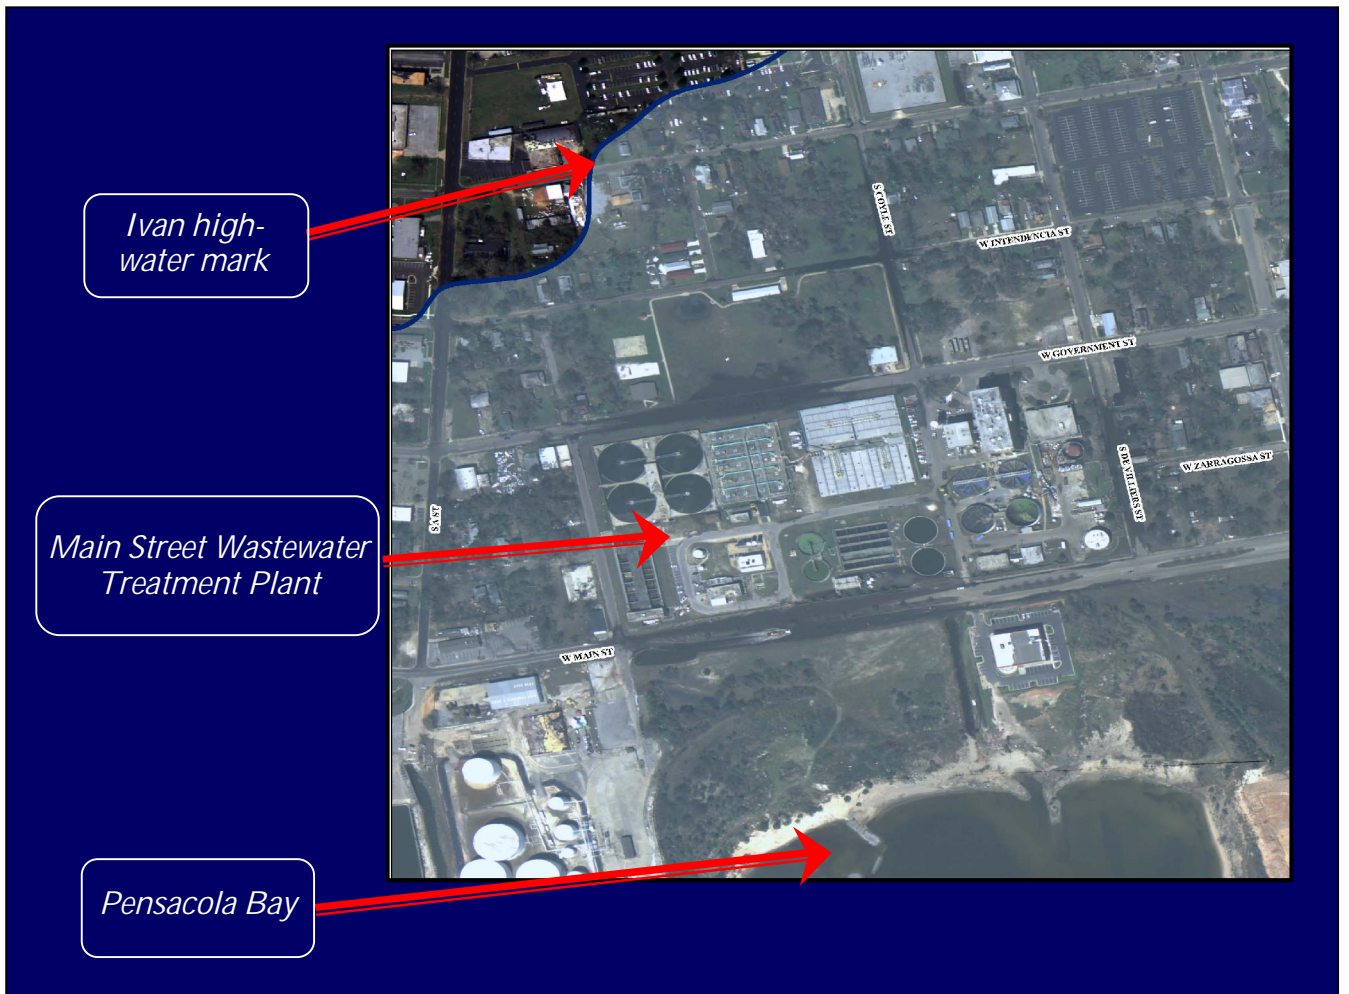 Ivan high-
water mark
S COYLE ST
W INTENDENCIA ST
W GOVERNMENT ST
S DE VILLIERS ST
W ZARRAGOSSA ST
S A ST
Main Street Wastewater
Treatment Plant
W MAIN ST
Pensacola Bay